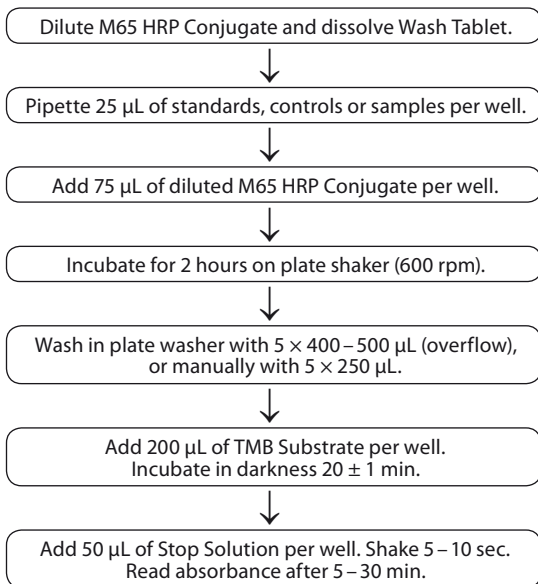 Dilute M65 HRP Conjugate and dissolve Wash Tablet.
Pipette 25 µL of standards, controls or samples per well.
Add 75 µL of diluted M65 HRP Conjugate per well.
Incubate for 2 hours on plate shaker (600 rpm).
Wash in plate washer with 5 × 400–500 µL (overflow),
or manually with 5 × 250 µL.
Add 200 µL of TMB Substrate per well.
Incubate in darkness 20 ± 1 min.
Add 50 µL of Stop Solution per well. Shake 5–10 sec.
Read absorbance after 5–30 min.